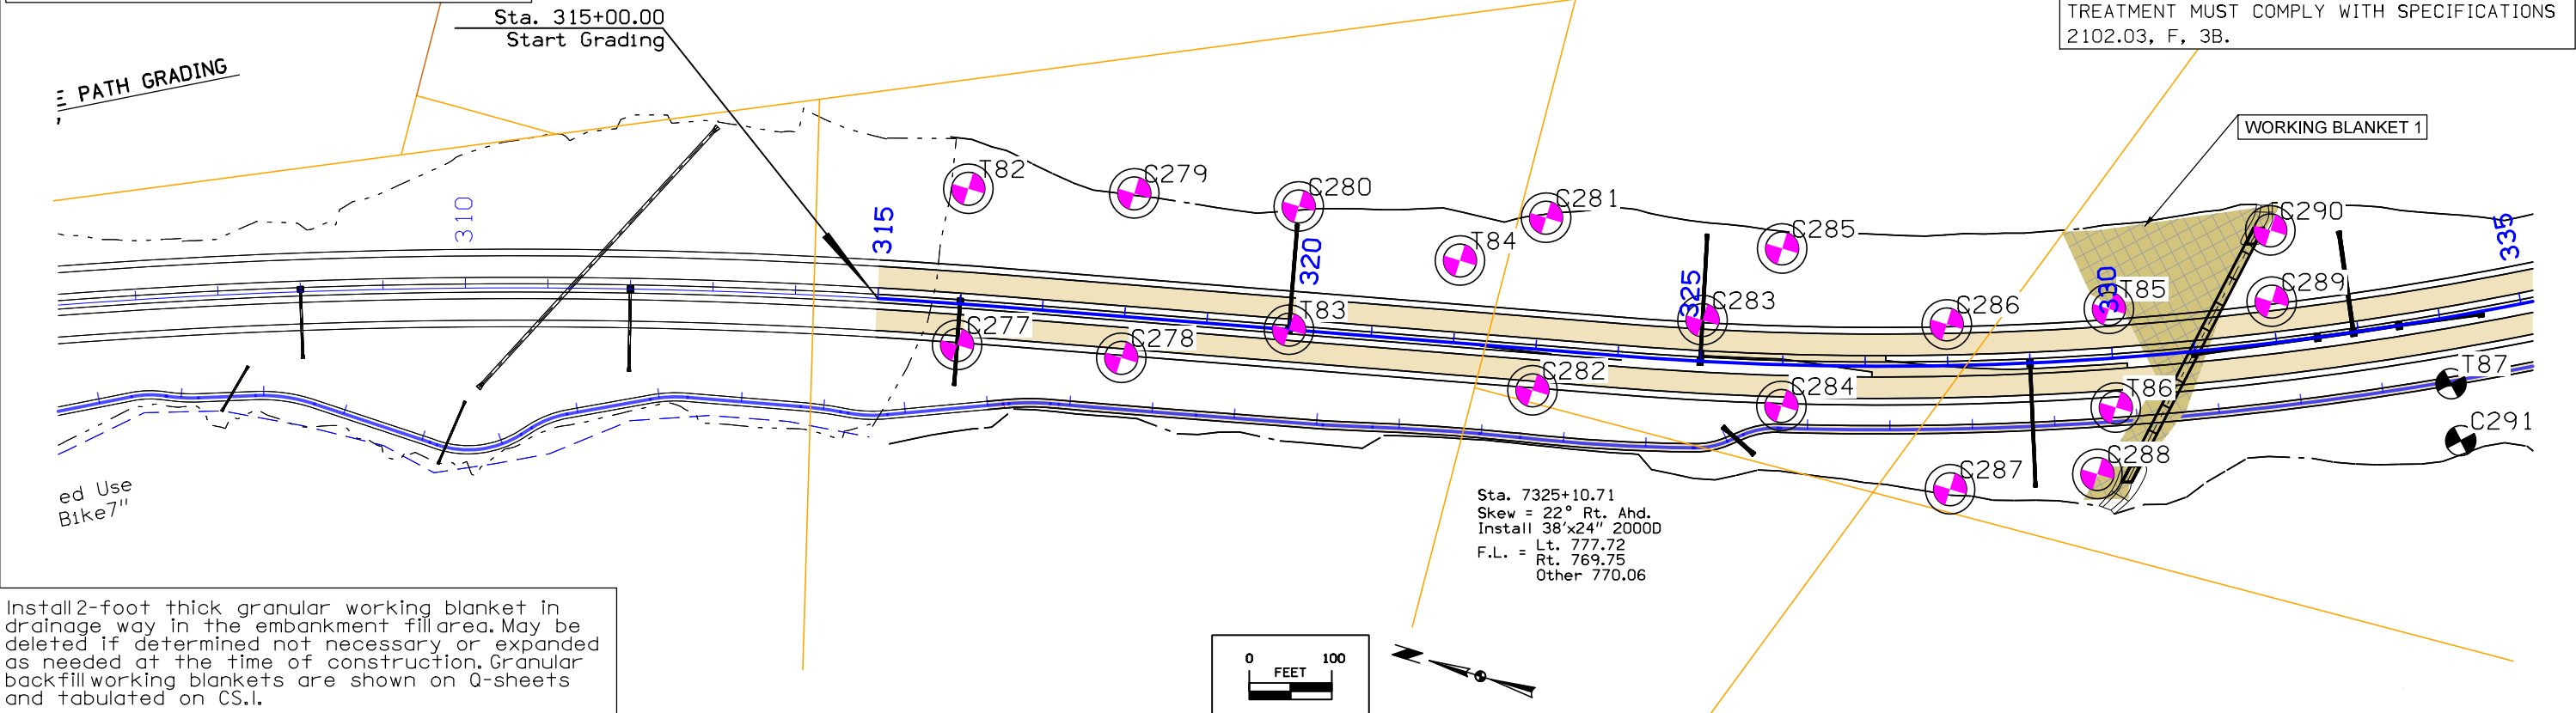 Sta. 315+00.00
Start Grading
TREATMENT MUST COMPLY WITH SPECIFICATIONS
2102.03, F, 3B.
E PATH GRADING
WORKING BLANKET 1
310
315
320
325
330
335
T82
C279
C280
C281
T84
C285
C290
C289
T85
C286
C283
T83
C277
C278
C282
C284
T86
T87
C291
C288
C287
ed Use
Bike7"
Sta. 7325+10.71
Skew = 22° Rt. Ahd.
Install 38'x24" 2000D
F.L. = Lt. 777.72
Rt. 769.75
Other 770.06
Install 2-foot thick granular working blanket in
drainage way in the embankment fill area. May be
deleted if determined not necessary or expanded
as needed at the time of construction. Granular
backfill working blankets are shown on Q-sheets
and tabulated on CS.1.
0 100
FEET
N